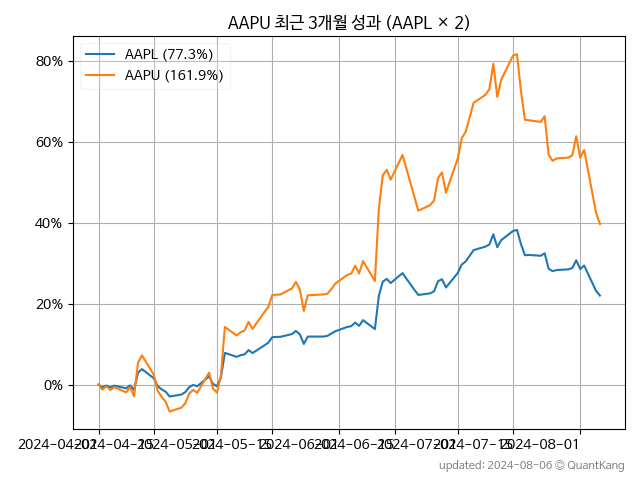 AAPU 최근 3개월 성과 (AAPL × 2)
AAPL (77.3%)
AAPU (161.9%)
80%
60%
40%
20%
0%
2024-04-01 2024-04-15 2024-05-01 2024-05-15 2024-06-01 2024-06-15 2024-07-01 2024-07-15 2024-08-01
updated: 2024-08-06 © QuantKang